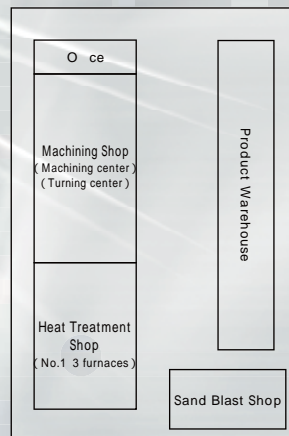 O ce
Machining Shop
( Machining center )
( Turning center )
Heat Treatment
Shop
( No.1 3 furnaces )
Product Warehouse
Sand Blast Shop